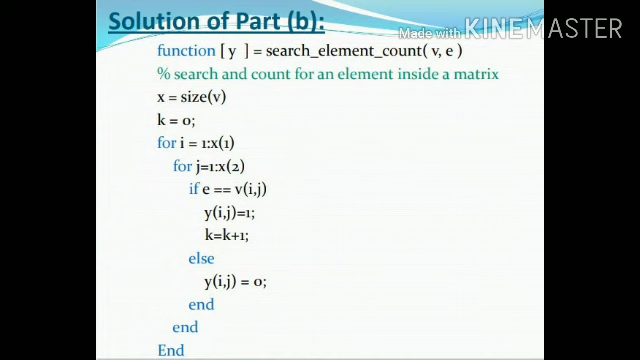 Solution of Part (b):
Made with KINEMASTER
function [ y ] = search_element_count( v, e )
% search and count for an element inside a matrix
x = size(v)
k = 0;
for i = 1:x(1)
for j=1:x(2)
if e == v(i,j)
y(i,j)=1;
k=k+1;
else
y(i,j) = 0;
end
end
End